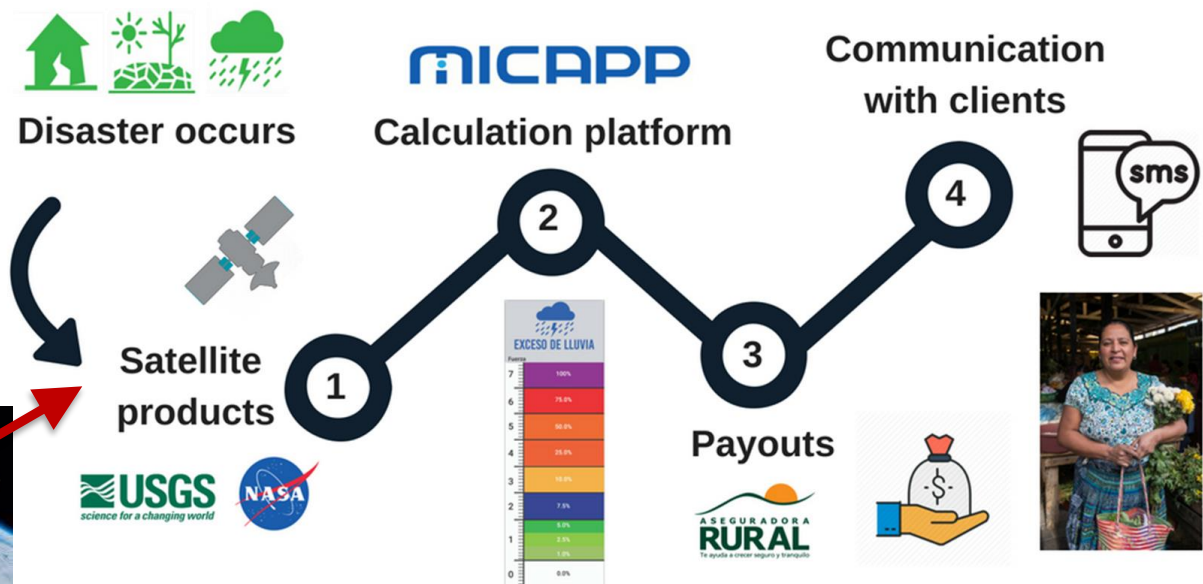 Disaster occurs
MICAPP
Calculation platform
Communication
with clients
sms
Satellite
products
1
2
3
4
USGS
science for a changing world
NASA
EXCESO DE LLUVIA
Fuerza
7 100%
6 75.0%
5 50.0%
4 25.0%
3 10.0%
2 7.5%
5.0%
1 2.5%
1.0%
0 0.0%
Payouts
ASEGURADORA
RURAL
Te ayuda a crecer seguro y tranquilo
-$-